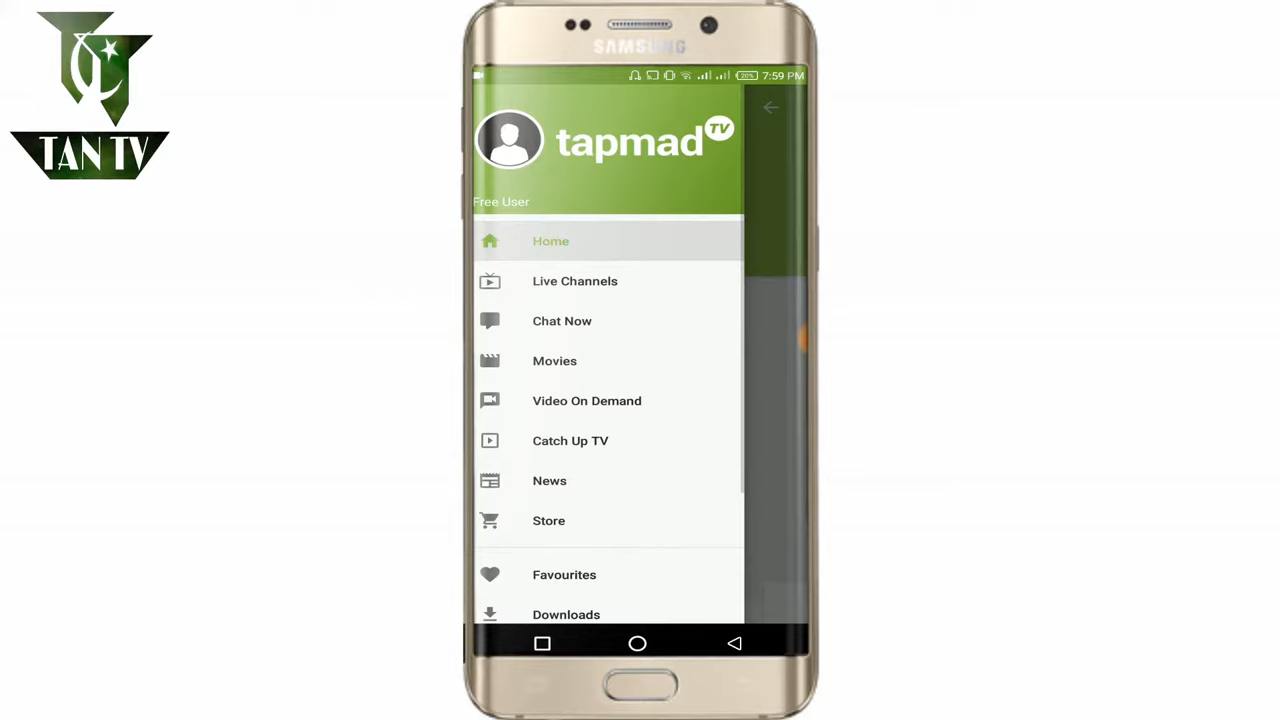 TAN TV
SAMSUNG
20% 7:59 PM
tapmad TV
Free User
Home
Live Channels
Chat Now
Movies
Video On Demand
Catch Up TV
News
Store
Favourites
Downloads